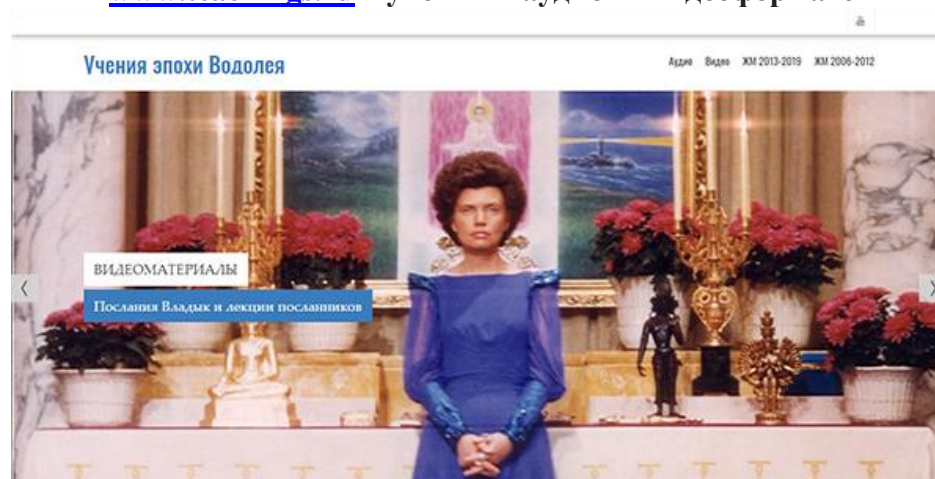 Учения эпохи Водолея
Аудио Видео ЖМ 2013-2019 ЖМ 2006-2012
ВИДЕОМАТЕРИАЛЫ
Послания Владык и лекции посланников